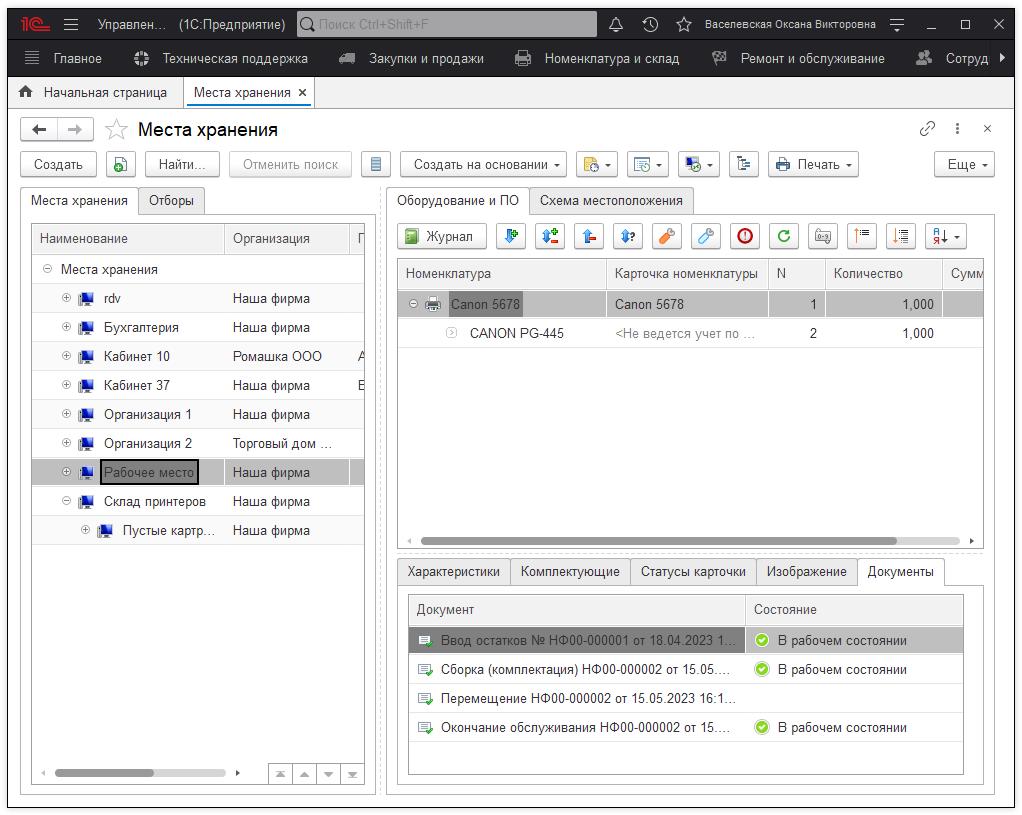 1С Управлен... (1С:Предприятие) Поиск Ctrl+Shift+F Васелевская Оксана Викторовна
Главное Техническая поддержка Закупки и продажи Номенклатура и склад Ремонт и обслуживание Сотруд
Начальная страница Места хранения ×
Места хранения
Создать Найти... Отменить поиск Создать на основании Печать Еще
Места хранения Отборы
Наименование Организация
Места хранения
rdv Наша фирма
Бухгалтерия Наша фирма
Кабинет 10 Ромашка ООО
Кабинет 37 Наша фирма
Организация 1 Наша фирма
Организация 2 Торговый дом ...
Рабочее место Наша фирма
Склад принтеров Наша фирма
Пустые картр... Наша фирма
Оборудование и ПО Схема местоположения
Журнал
Номенклатура Карточка номенклатуры N Количество Сумм
Canon 5678 Canon 5678 1 1,000
CANON PG-445 <Не ведется учет по ... 2 1,000
Характеристики Комплектующие Статусы карточки Изображение Документы
Документ Состояние
Ввод остатков № НФ00-000001 от 18.04.2023 1... В рабочем состоянии
Сборка (комплектация) НФ00-000002 от 15.05.... В рабочем состоянии
Перемещение НФ00-000002 от 15.05.2023 16:1...
Окончание обслуживания НФ00-000002 от 15.... В рабочем состоянии